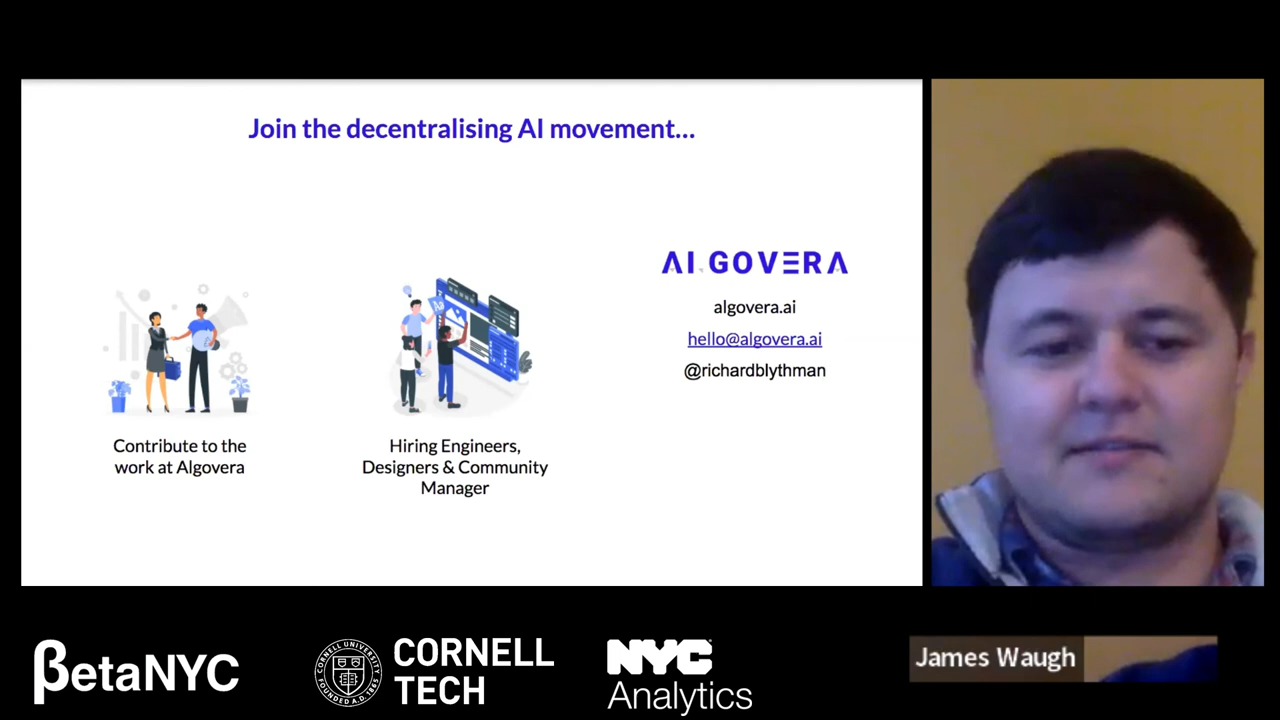 Join the decentralising AI movement...
AI.GOVERA
algovera.ai
hello@algovera.ai
@richardblythman
Contribute to the
work at Algovera
Hiring Engineers,
Designers & Community
Manager
βetaNYC
CORNELL
TECH
NYC
Analytics
James Waugh